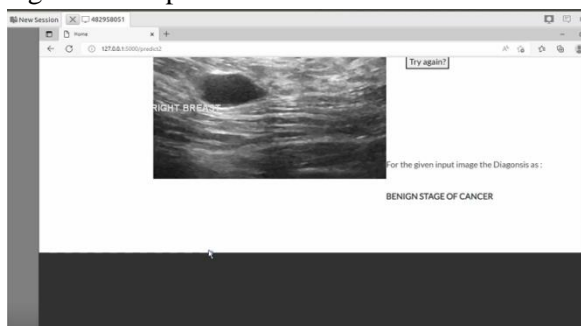 New Session
482958051
Home
127.0.0.1:5000/predict2
Try again?
RIGHT BREAST
For the given input image the Diagonsis as :
BENIGN STAGE OF CANCER